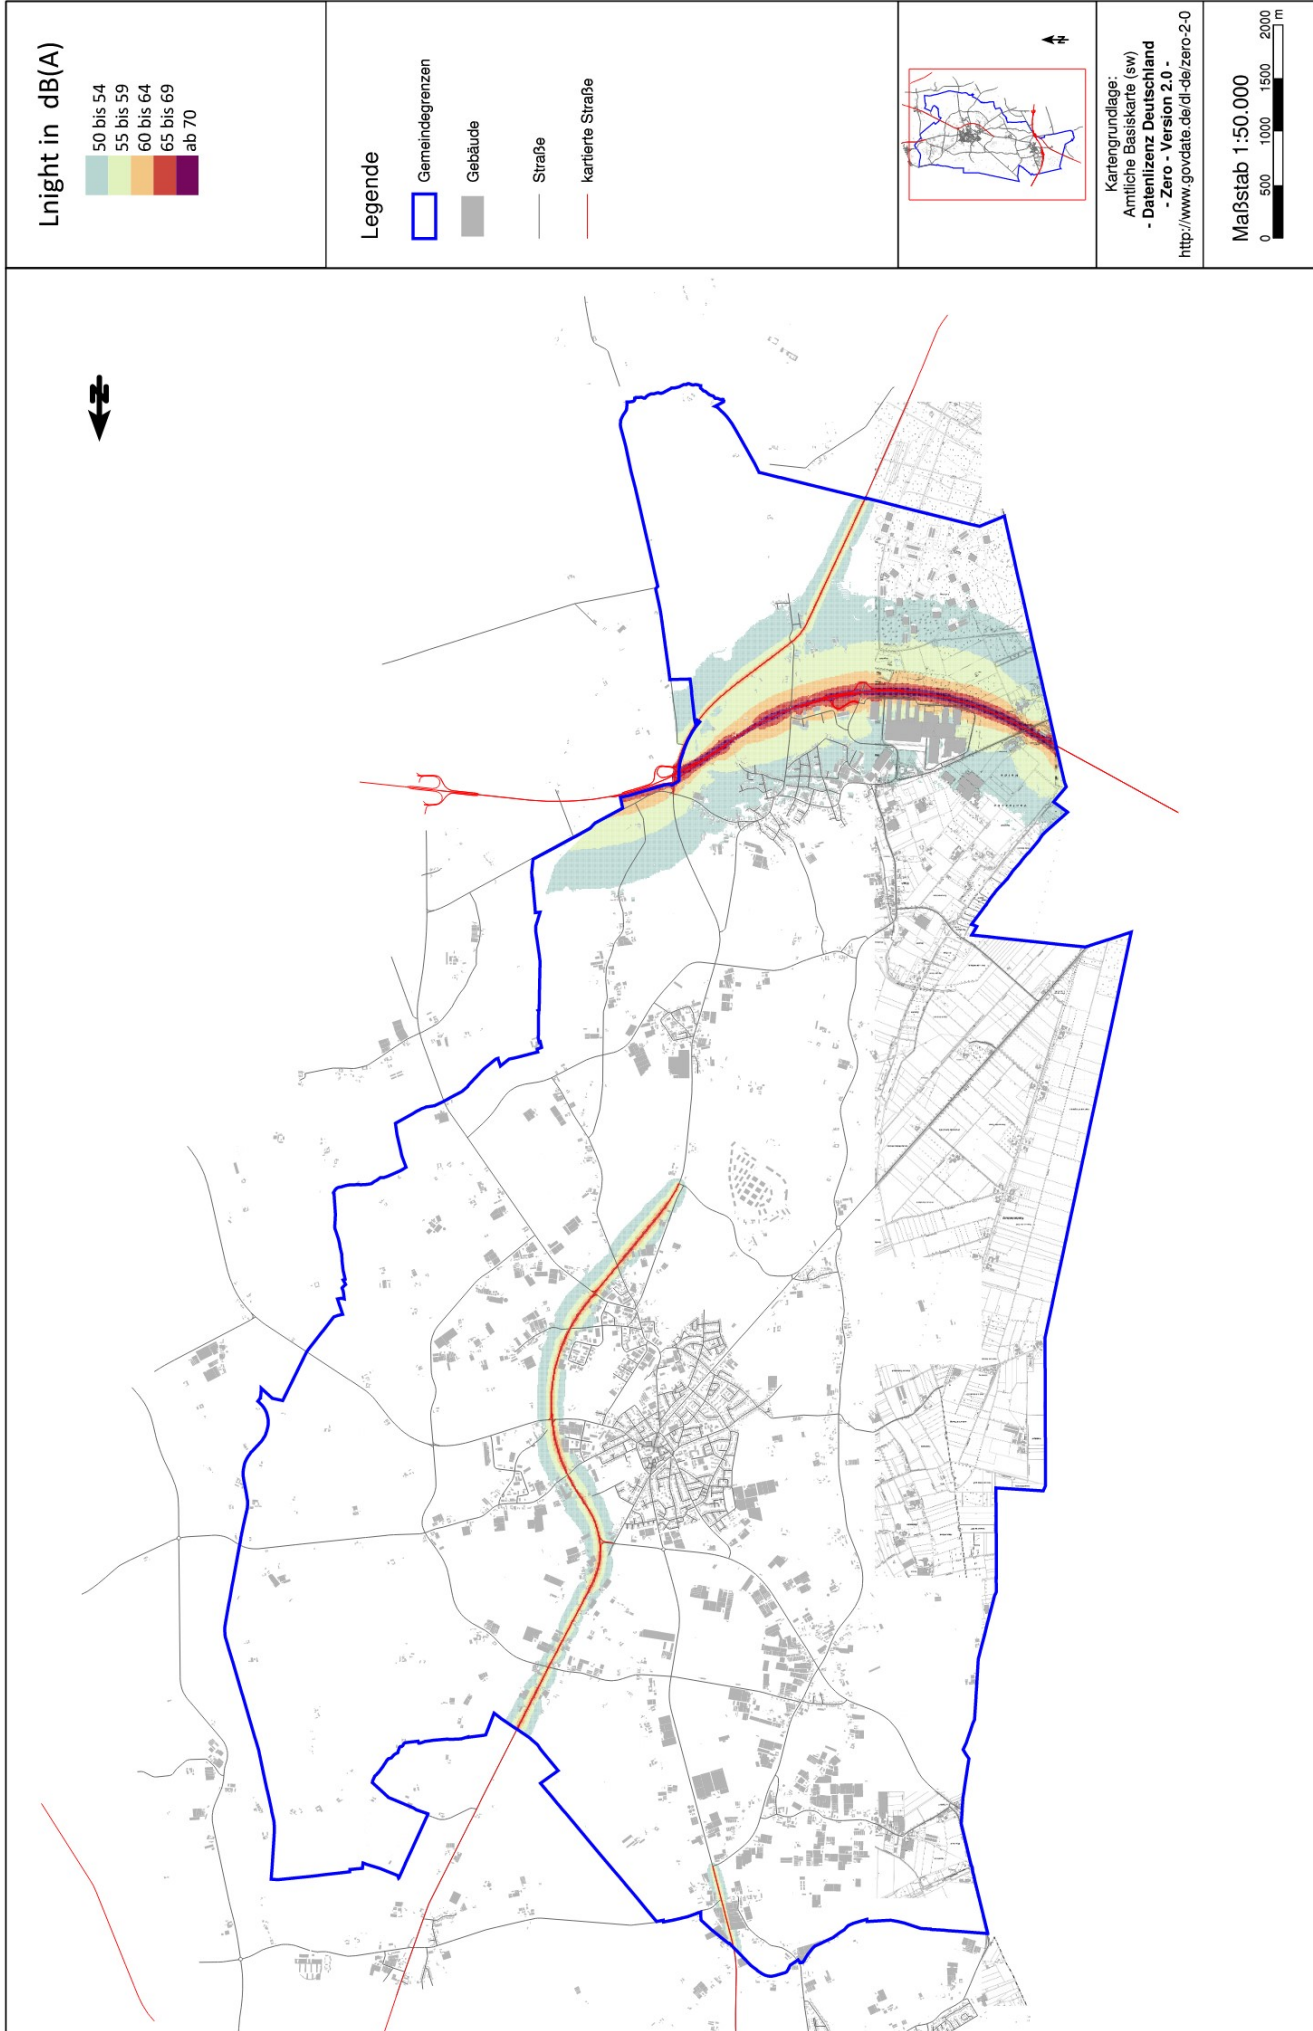 Lnight in dB(A)
50 bis 54
55 bis 59
60 bis 64
65 bis 69
ab 70
Legende
Gemeindegrenzen
Gebäude
Straße
kartierte Straße
N
Kartengrundlage:
Amtliche Basiskarte (sw)
- Datenlizenz Deutschland
- Zero - Version 2.0 -
http://www.govdate.de/dl-de/zero-2-0
Maßstab 1:50.000
0 500 1000 1500 2000
m
N